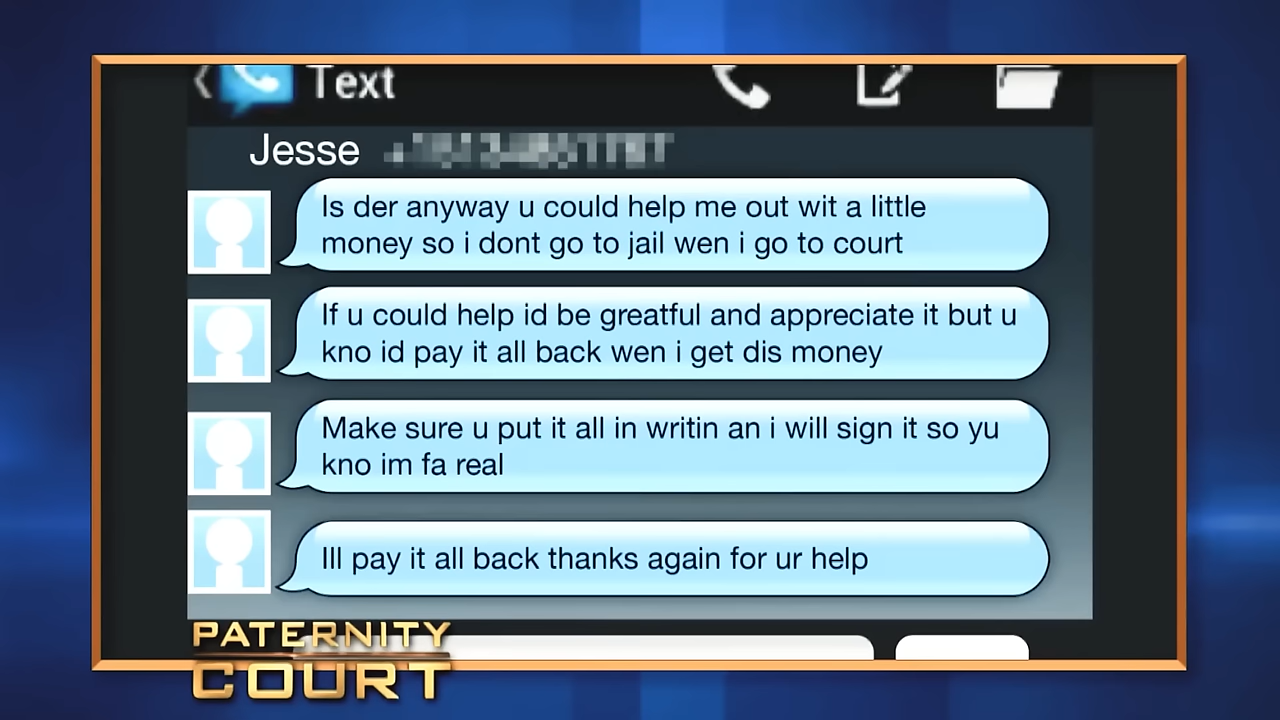 Text
Jesse
Is der anyway u could help me out wit a little
money so i dont go to jail wen i go to court
If u could help id be greatful and appreciate it but u
kno id pay it all back wen i get dis money
Make sure u put it all in writin an i will sign it so yu
kno im fa real
Ill pay it all back thanks again for ur help
PATERNITY
COURT